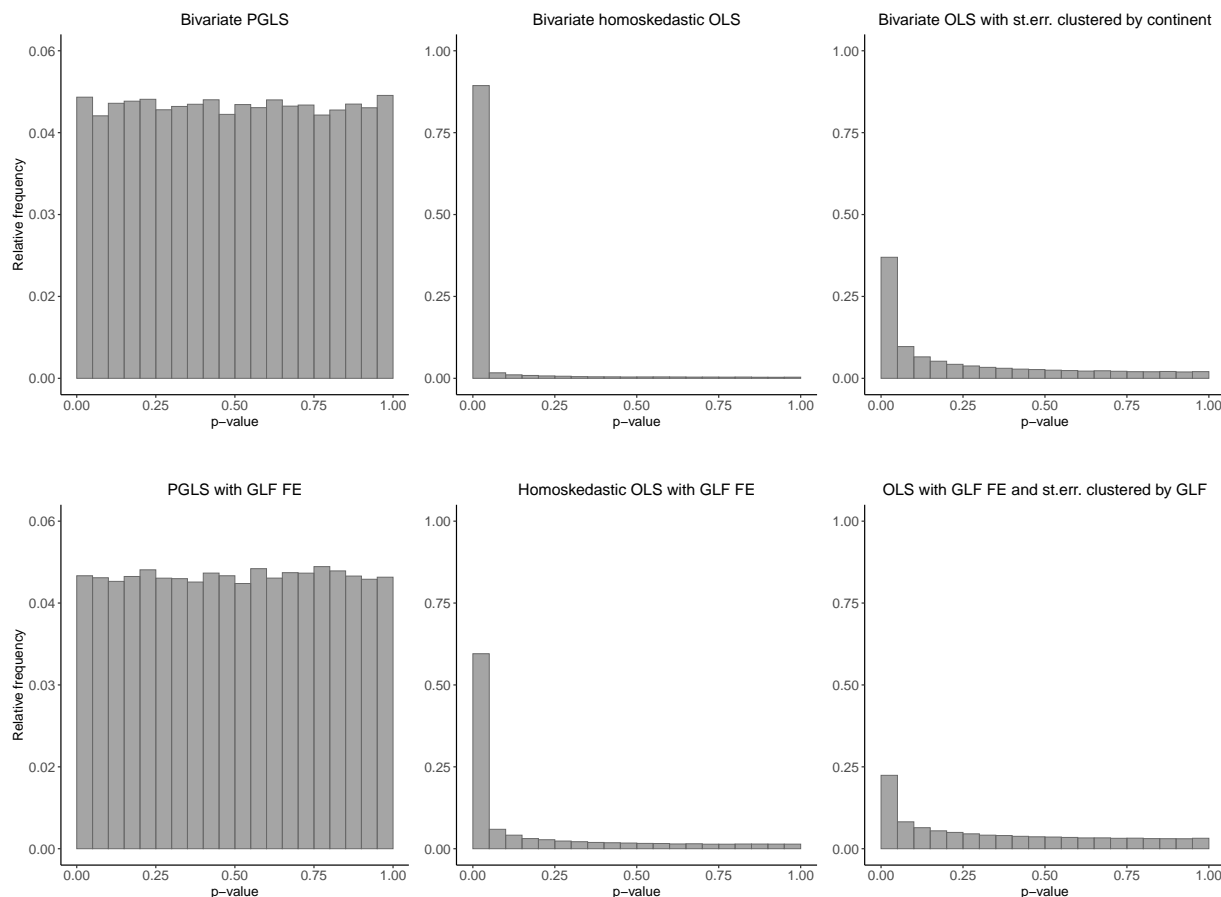 Bivariate PGLS
Bivariate homoskedastic OLS
Bivariate OLS with st.err. clustered by continent
0.06
0.04
0.03
0.02
0.00
Relative frequency
0.00 0.25 0.50 0.75 1.00
p−value
1.00
0.75
0.50
0.25
0.00
0.00 0.25 0.50 0.75 1.00
p−value
1.00
0.75
0.50
0.25
0.00
0.00 0.25 0.50 0.75 1.00
p−value
PGLS with GLF FE
Homoskedastic OLS with GLF FE
OLS with GLF FE and st.err. clustered by GLF
0.06
0.04
0.03
0.02
0.00
Relative frequency
0.00 0.25 0.50 0.75 1.00
p−value
1.00
0.75
0.50
0.25
0.00
0.00 0.25 0.50 0.75 1.00
p−value
1.00
0.75
0.50
0.25
0.00
0.00 0.25 0.50 0.75 1.00
p−value